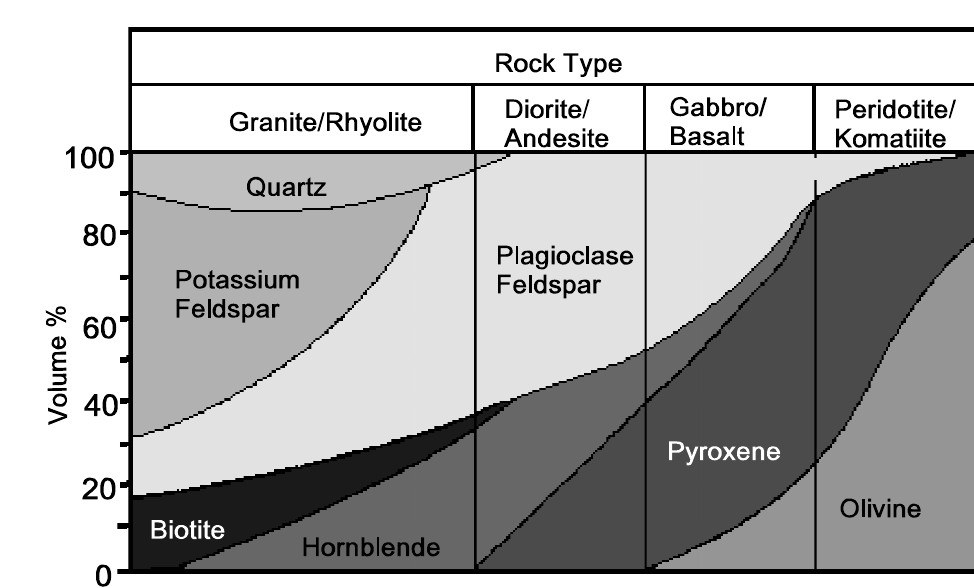 Rock Type
Granite/Rhyolite
Diorite/
Andesite
Gabbro/
Basalt
Peridotite/
Komatiite
100
80
60
40
20
0
Volume %
Quartz
Potassium
Feldspar
Plagioclase
Feldspar
Pyroxene
Olivine
Biotite
Hornblende